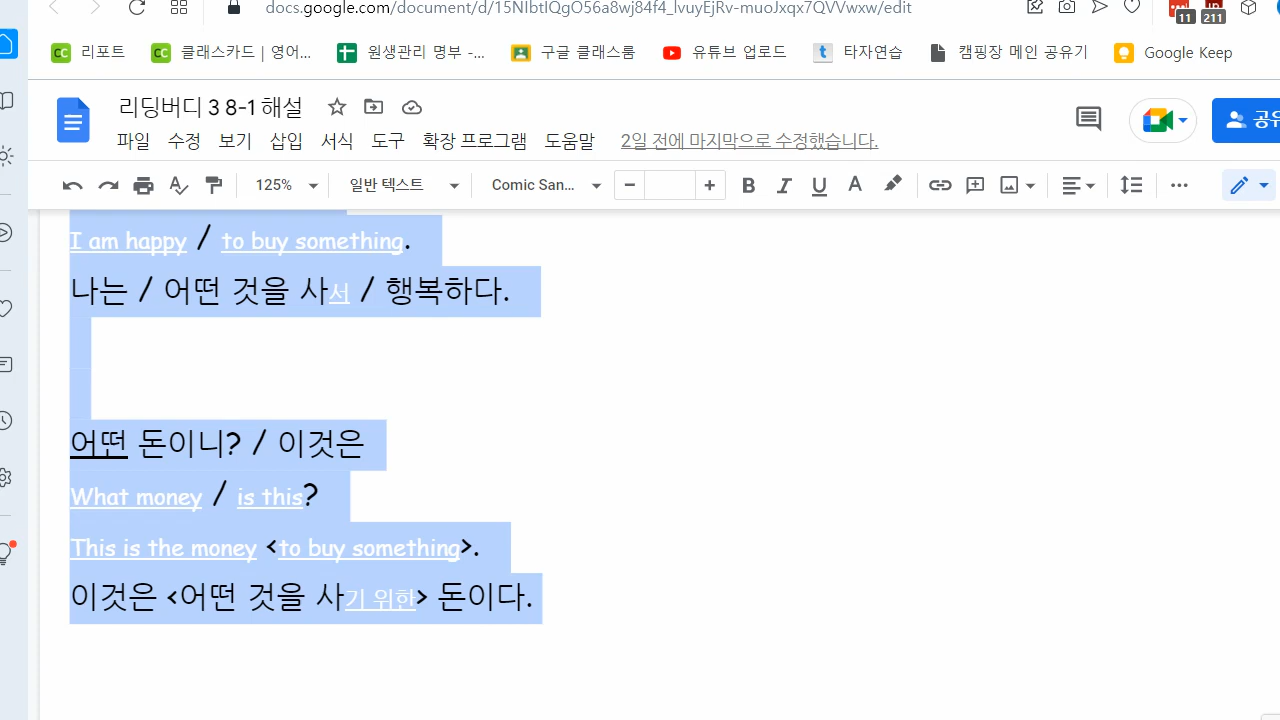 docs.google.com/document/d/15NIbtIQgO56a8wj84f4_lvuyEjRv-muoJxqx7QVVwxw/edit
11 211
리포트 클래스카드 | 영어... 원생관리 명부 -... 구글 클래스룸 유튜브 업로드 타자연습 캠핑장 메인 공유기 Google Keep
리딩버디 3 8-1 해설
파일 수정 보기 삽입 서식 도구 확장 프로그램 도움말 2일 전에 마지막으로 수정했습니다.
공유
125% 일반 텍스트 Comic San... − + B I U A
I am happy / to buy something.
나는 / 어떤 것을 사서 / 행복하다.
어떤 돈이니? / 이것은
What money / is this?
This is the money <to buy something>.
이것은 <어떤 것을 사기 위한> 돈이다.